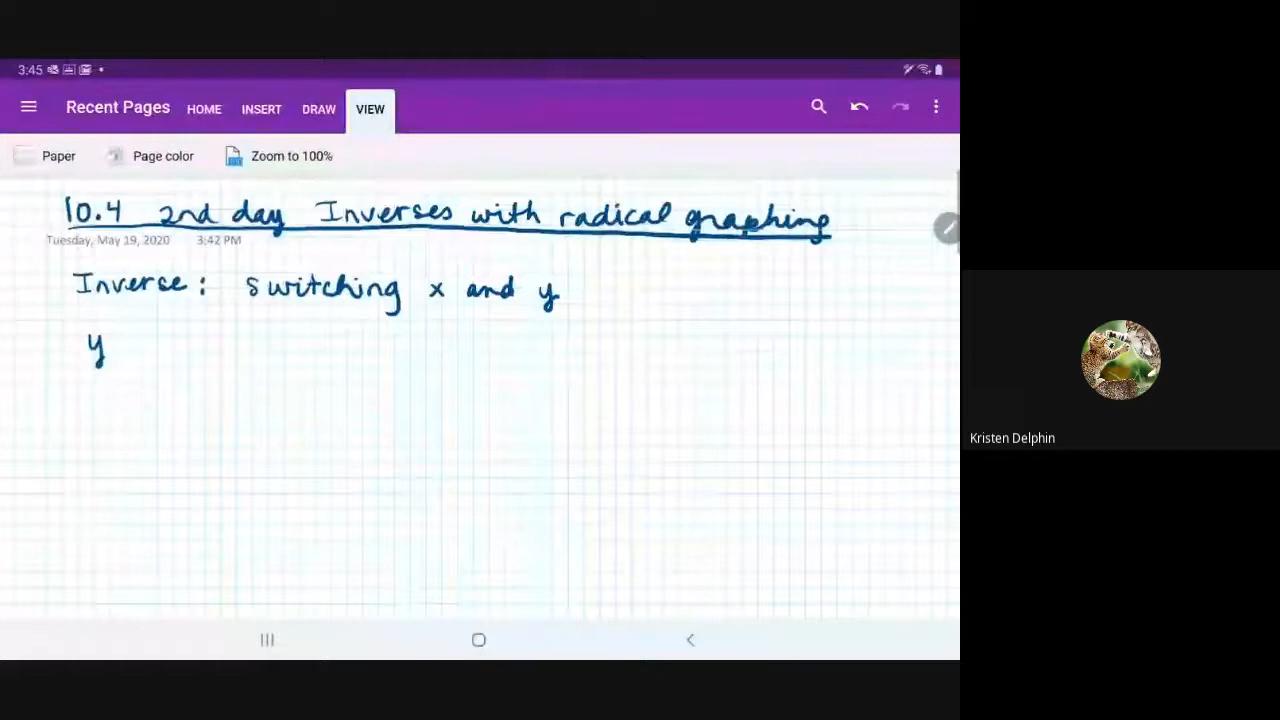 3:45
Recent Pages HOME INSERT DRAW VIEW
Paper Page color Zoom to 100%
10.4 2nd day Inverses with radical graphing
Tuesday, May 19, 2020 3:42 PM
Inverse: switching x and y
y
Kristen Delphin